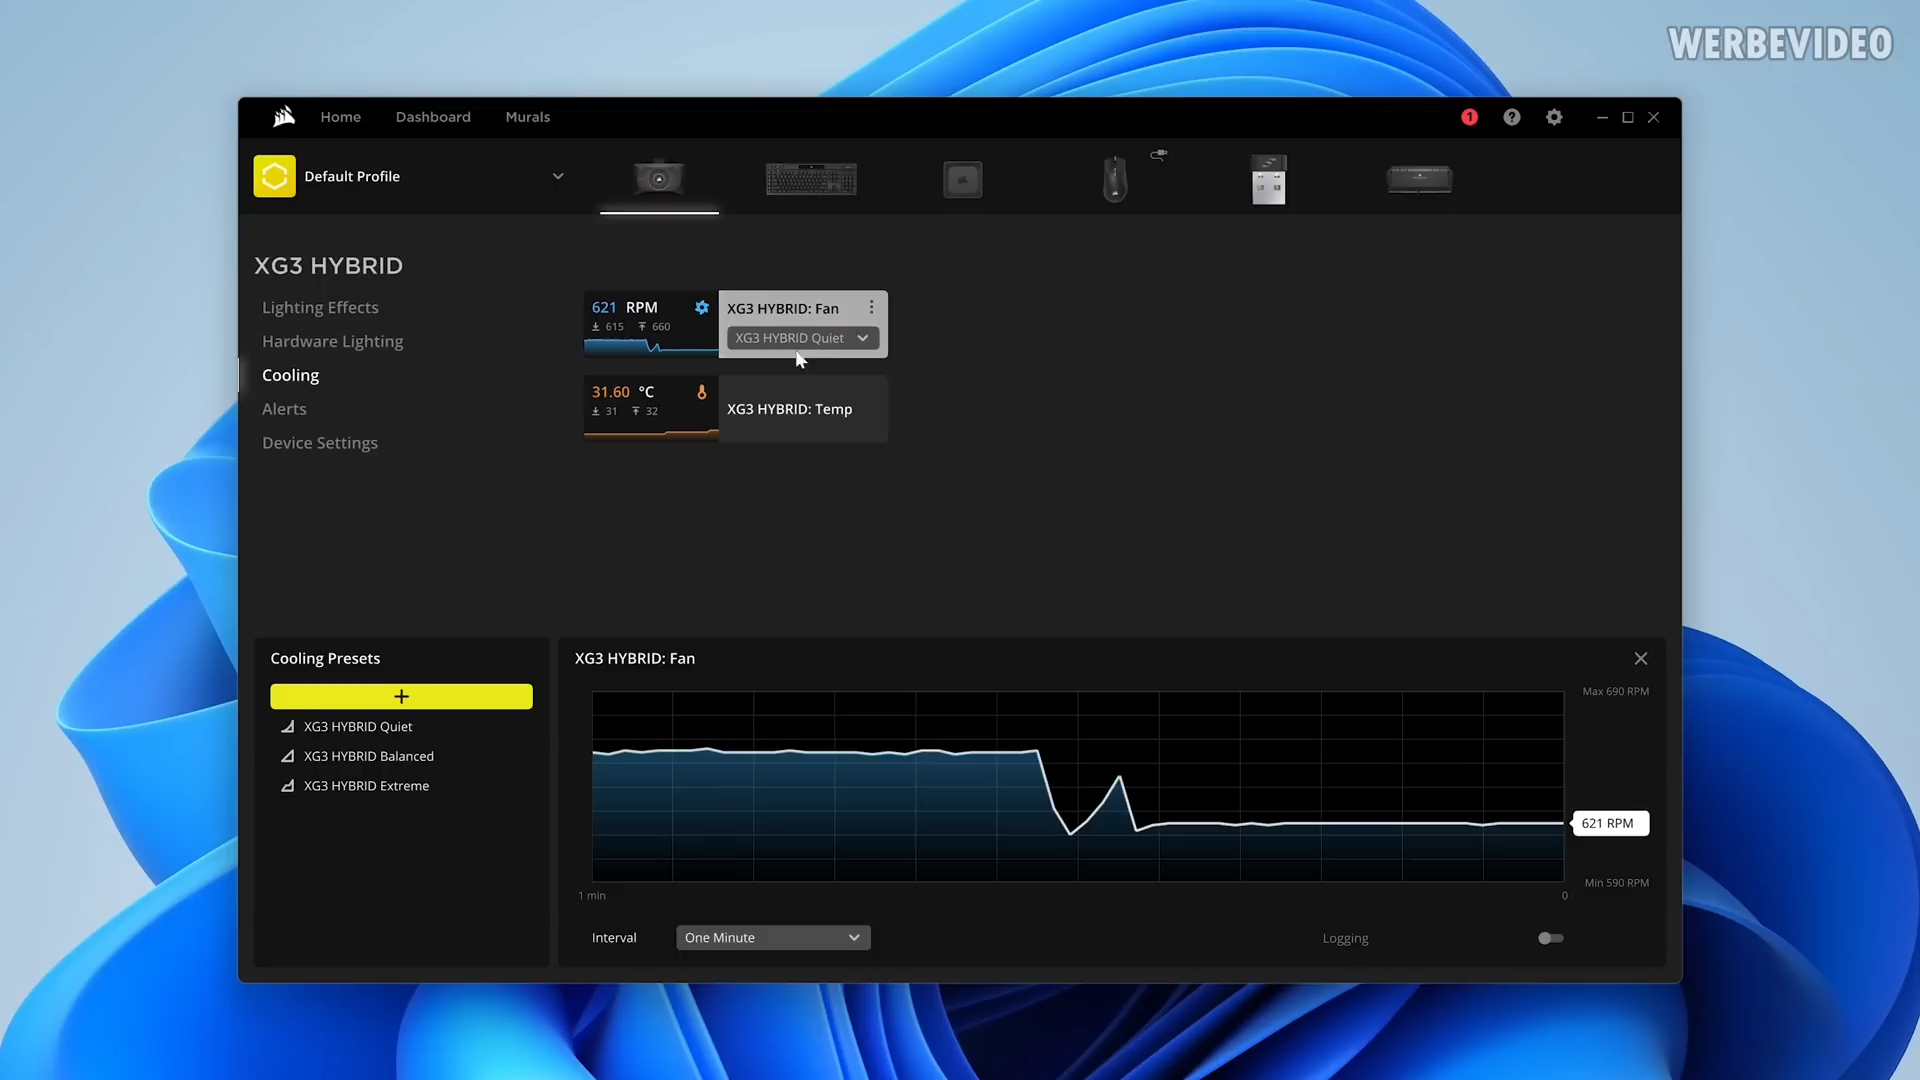 WERBEVIDEO
Home Dashboard Murals
1
Default Profile
XG3 HYBRID
Lighting Effects
Hardware Lighting
Cooling
Alerts
Device Settings
621 RPM
615 660
XG3 HYBRID: Fan
XG3 HYBRID Quiet
31.60 °C
31 32
XG3 HYBRID: Temp
Cooling Presets
+
XG3 HYBRID Quiet
XG3 HYBRID Balanced
XG3 HYBRID Extreme
XG3 HYBRID: Fan
Max 690 RPM
621 RPM
Min 590 RPM
1 min 0
Interval One Minute Logging